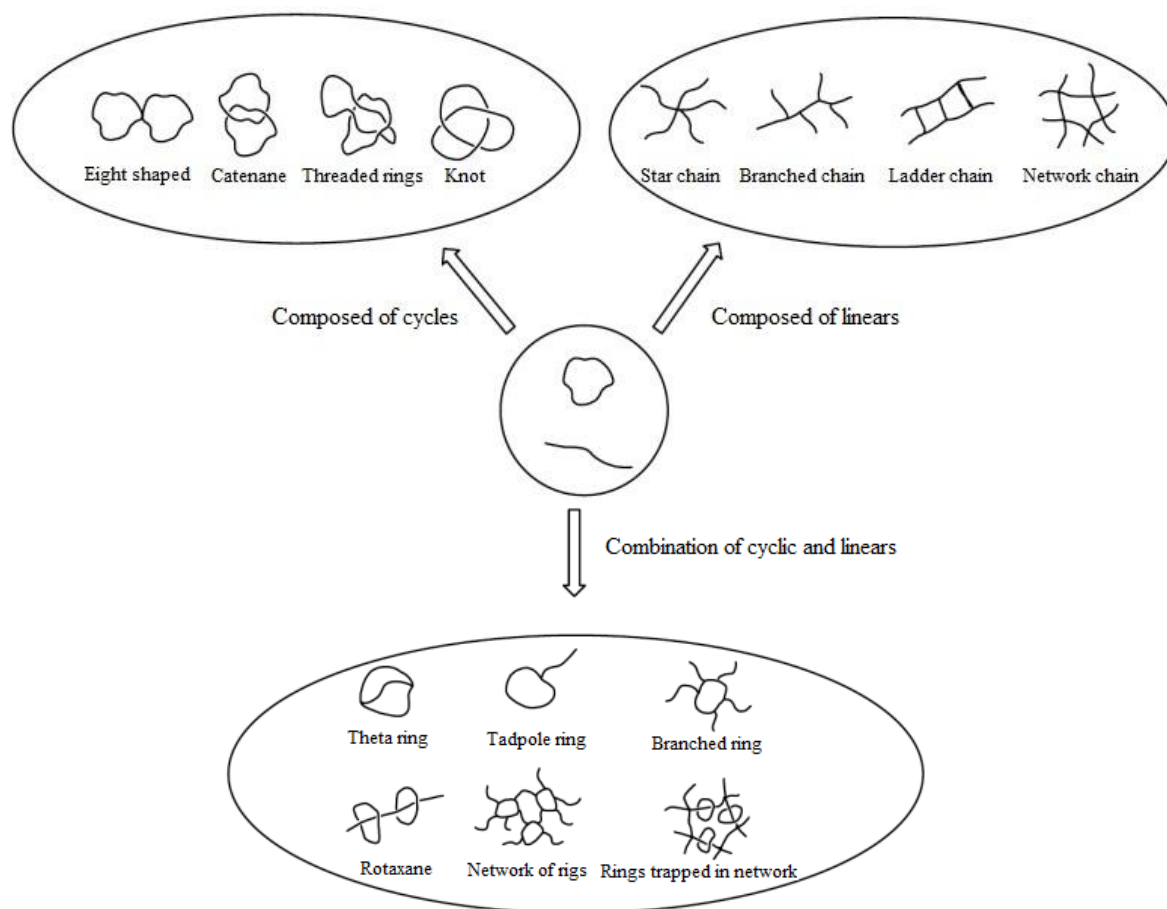 Eight shaped
Catenane
Threaded rings
Knot
Star chain
Branched chain
Ladder chain
Network chain
Composed of cycles
Composed of linears
Combination of cyclic and linears
Theta ring
Tadpole ring
Branched ring
Rotaxane
Network of rigs
Rings trapped in network